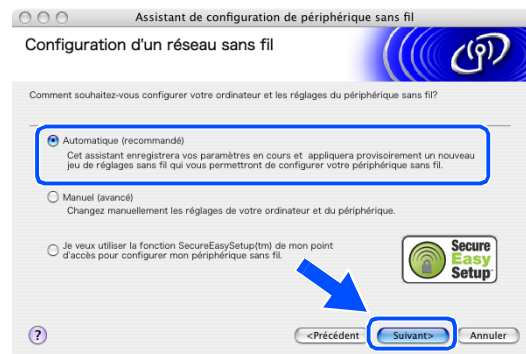 Assistant de configuration de périphérique sans fil
Configuration d'un réseau sans fil
Comment souhaitez-vous configurer votre ordinateur et les réglages du périphérique sans fil?
Automatique (recommandé)
Cet assistant enregistrera vos paramètres en cours et appliquera provisoirement un nouveau
jeu de réglages sans fil qui vous permettront de configurer votre périphérique sans fil.
Manuel (avancé)
Changez manuellement les réglages de votre ordinateur et du périphérique.
Je veux utiliser la fonction SecureEasySetup(tm) de mon point
d'accès pour configurer mon périphérique sans fil.
Secure
Easy
Setup
?
<Précédent
Suivant>
Annuler